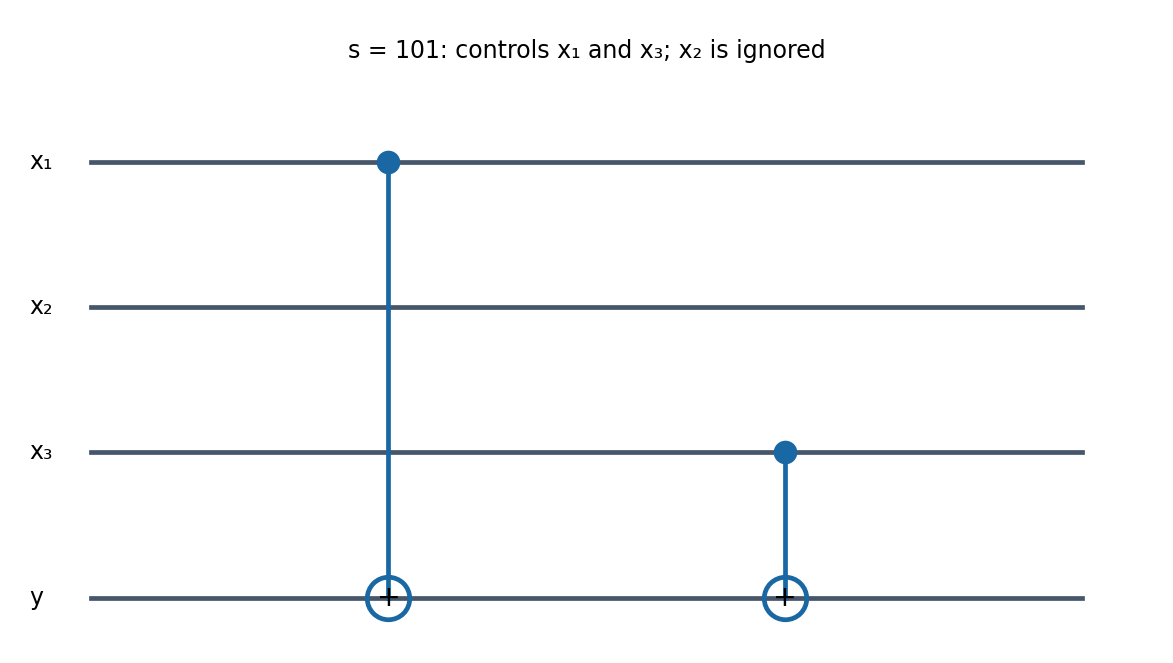 s = 101: controls x₁ and x₃; x₂ is ignored
x₁
x₂
x₃
y
+ +